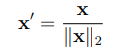 x′ = x / ‖x‖₂